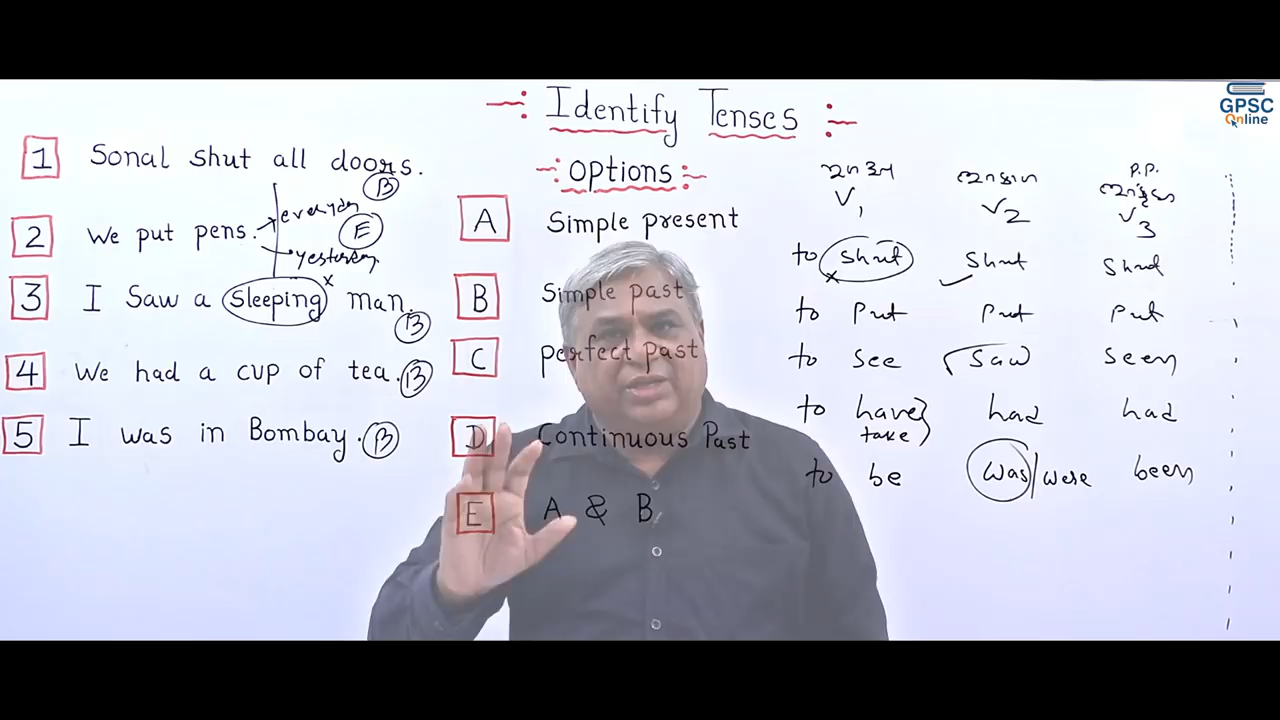 GPSC
Online
Identify Tenses
1 Sonal shut all doors.
B
2 We put pens.
everyday
E
yesterday
3 I Saw a Sleeping x man.
B
4 We had a cup of tea. B
5 I was in Bombay. B
Options
A Simple present
B Simple past
C perfect past
D Continuous Past
E A & B
P.P.
V1 V2 V3
to shut shut shut
x
to Put Put Put
to see saw seen
to have had had
take
to be was/were been